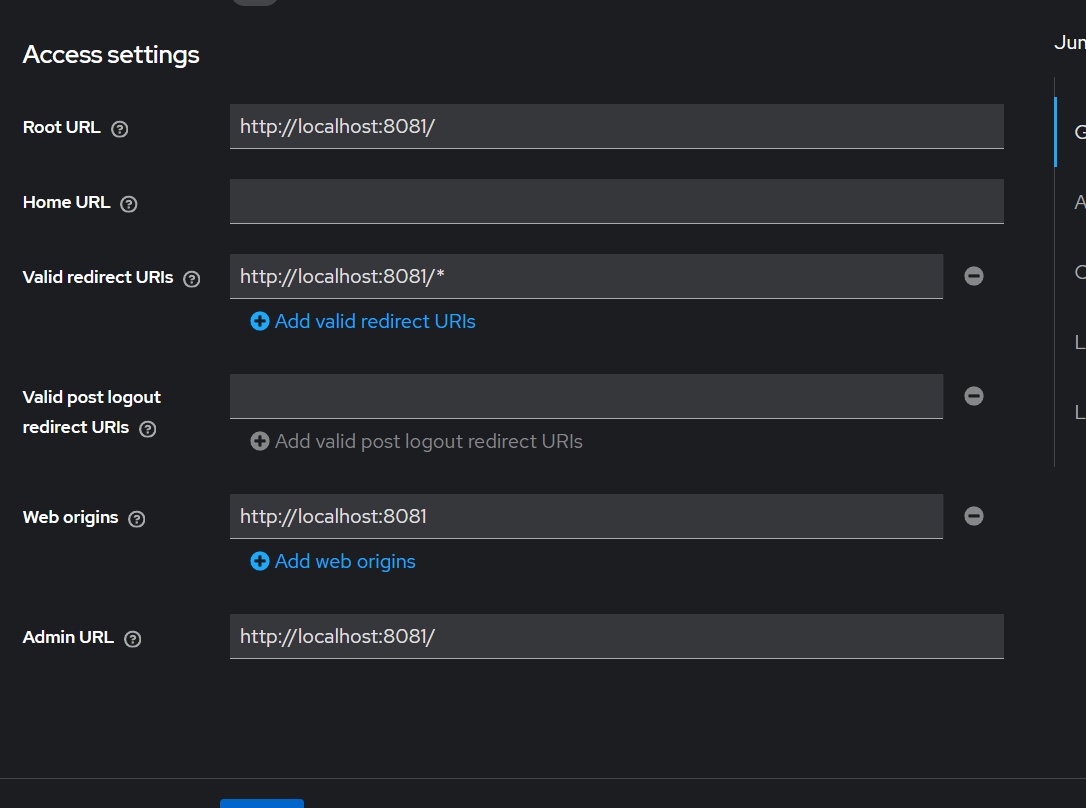 Access settings
Jum
Root URL
http://localhost:8081/
Home URL
Valid redirect URIs
http://localhost:8081/*
Add valid redirect URIs
Valid post logout
redirect URIs
Add valid post logout redirect URIs
Web origins
http://localhost:8081
Add web origins
Admin URL
http://localhost:8081/